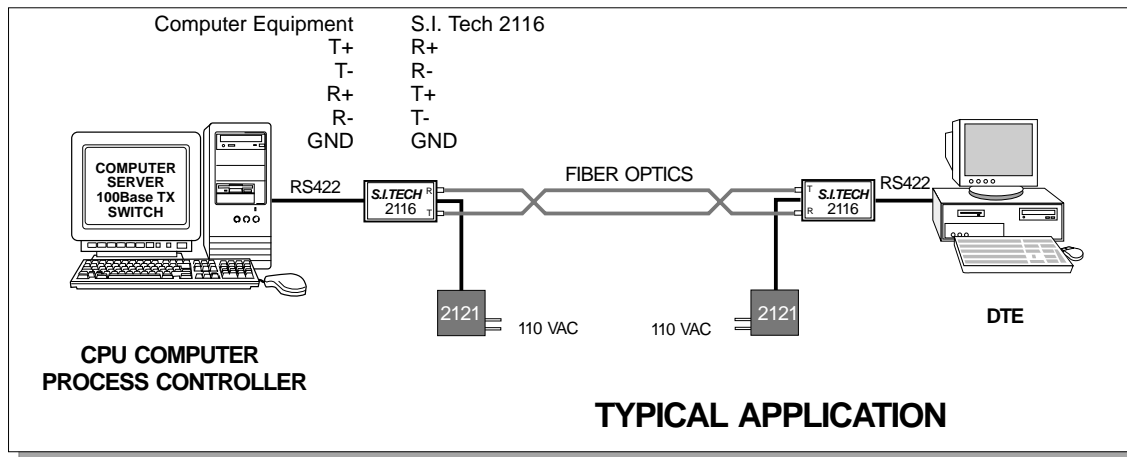 Computer Equipment S.I. Tech 2116
T+ R+
T- R-
R+ T+
R- T-
GND GND
COMPUTER
SERVER
100Base TX
SWITCH
RS422
S.I.TECH
2116
R
T
FIBER OPTICS
T
R
S.I.TECH
2116
RS422
2121
110 VAC
110 VAC
2121
DTE
CPU COMPUTER
PROCESS CONTROLLER
TYPICAL APPLICATION